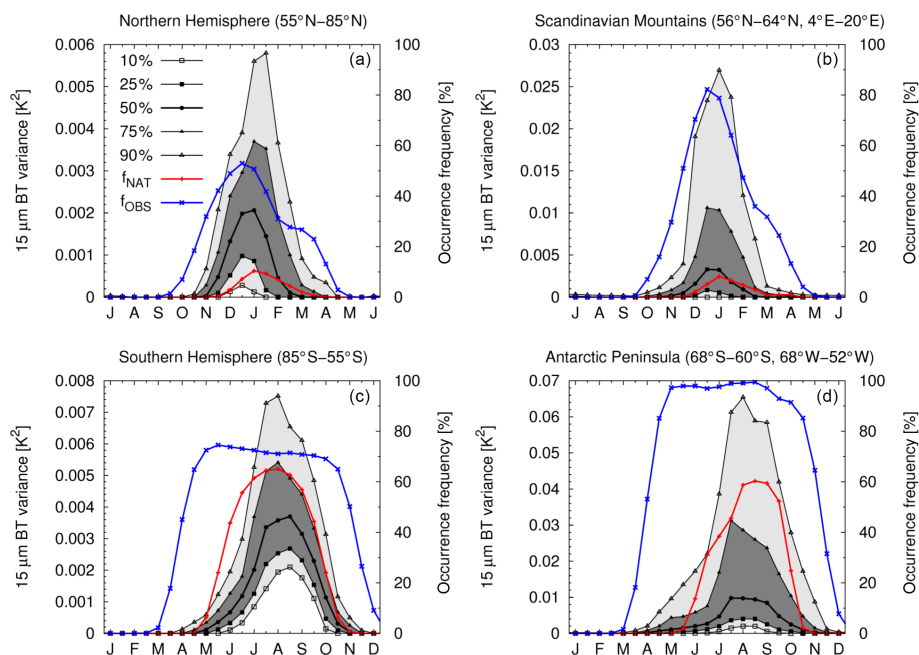 Northern Hemisphere (55°N−85°N)
(a)
15 μm BT variance [K²]
Occurrence frequency [%]
0.006
0.005
0.004
0.003
0.002
0.001
0
100
80
60
40
20
0
10%
25%
50%
75%
90%
fNAT
fOBS
J A S O N D J F M A M J
Scandinavian Mountains (56°N−64°N, 4°E−20°E)
(b)
15 μm BT variance [K²]
Occurrence frequency [%]
0.03
0.025
0.02
0.015
0.01
0.005
0
100
80
60
40
20
0
J A S O N D J F M A M J
Southern Hemisphere (85°S−55°S)
(c)
15 μm BT variance [K²]
Occurrence frequency [%]
0.008
0.007
0.006
0.005
0.004
0.003
0.002
0.001
0
100
80
60
40
20
0
J F M A M J J A S O N D
Antarctic Peninsula (68°S−60°S, 68°W−52°W)
(d)
15 μm BT variance [K²]
Occurrence frequency [%]
0.07
0.06
0.05
0.04
0.03
0.02
0.01
0
100
80
60
40
20
0
J F M A M J J A S O N D